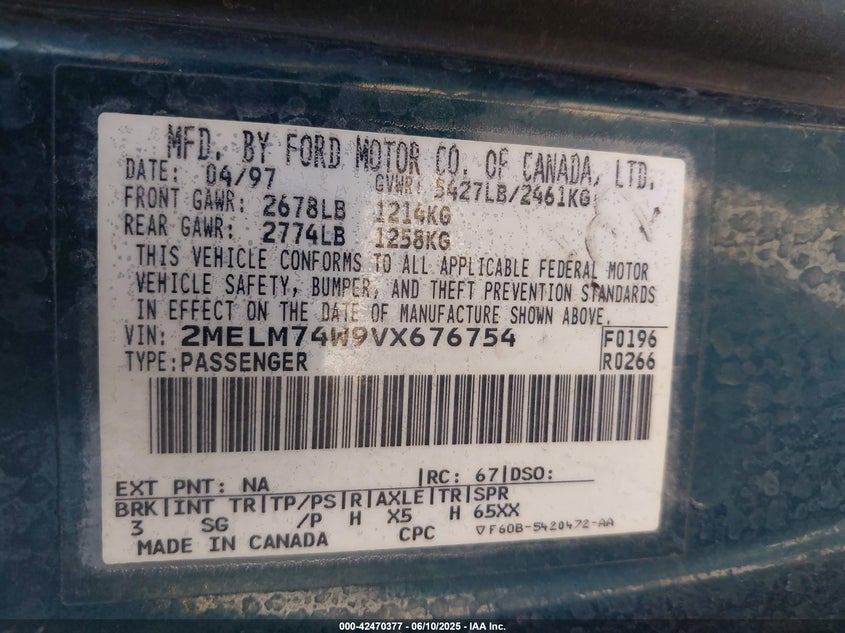 MFD. BY FORD MOTOR CO. OF CANADA, LTD.
DATE: 04/97 GVWR: 5427LB/2461KG
FRONT GAWR: 2678LB 1214KG
REAR GAWR: 2774LB 1258KG
THIS VEHICLE CONFORMS TO ALL APPLICABLE FEDERAL MOTOR
VEHICLE SAFETY, BUMPER, AND THEFT PREVENTION STANDARDS
IN EFFECT ON THE DATE OF MANUFACTURE SHOWN ABOVE.
VIN: 2MELM74W9VX676754 F0196
TYPE: PASSENGER R0266
EXT PNT: NA |RC: 67|DSO:
BRK|INT TR|TP/PS|R|AXLE|TR|SPR
3 SG /P H X5 H 65XX
MADE IN CANADA CPC ▽F60B-5420472-AA
000-42470377 - 06/10/2025 - IAA Inc.